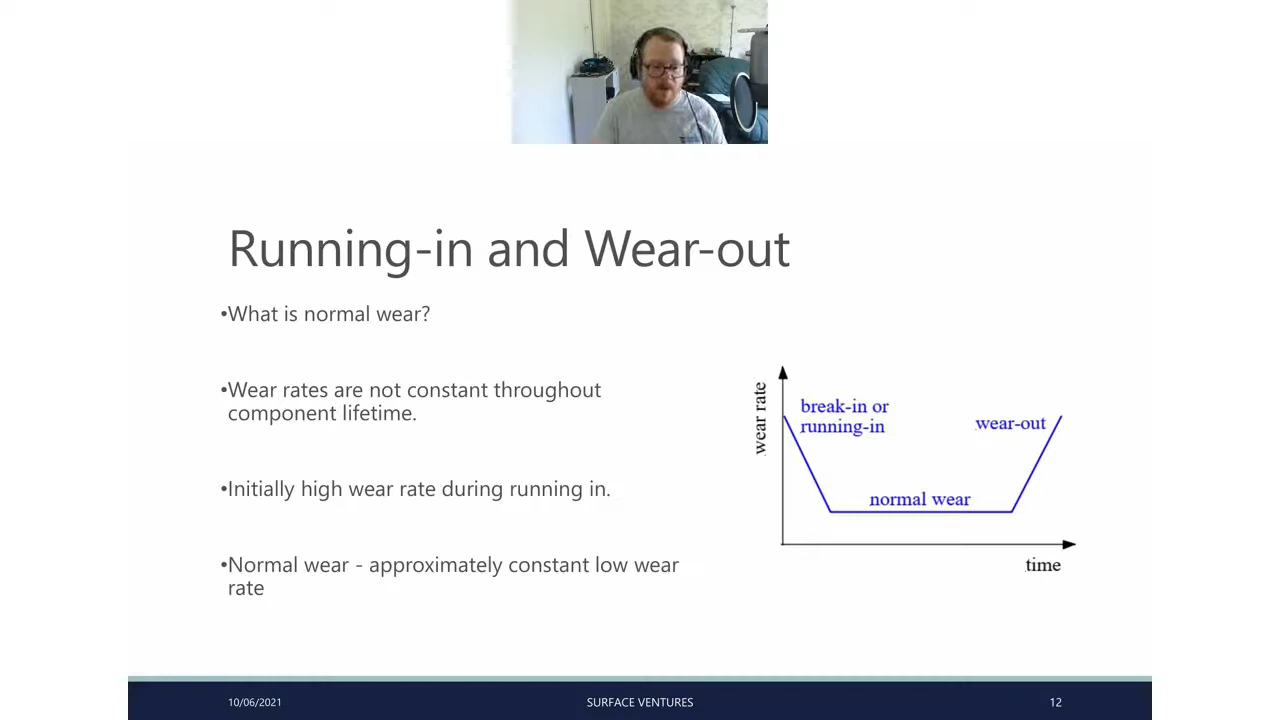 Running-in and Wear-out
•What is normal wear?
•Wear rates are not constant throughout
component lifetime.
•Initially high wear rate during running in.
•Normal wear - approximately constant low wear
rate
wear rate
break-in or
running-in
wear-out
normal wear
time
10/06/2021
SURFACE VENTURES
12